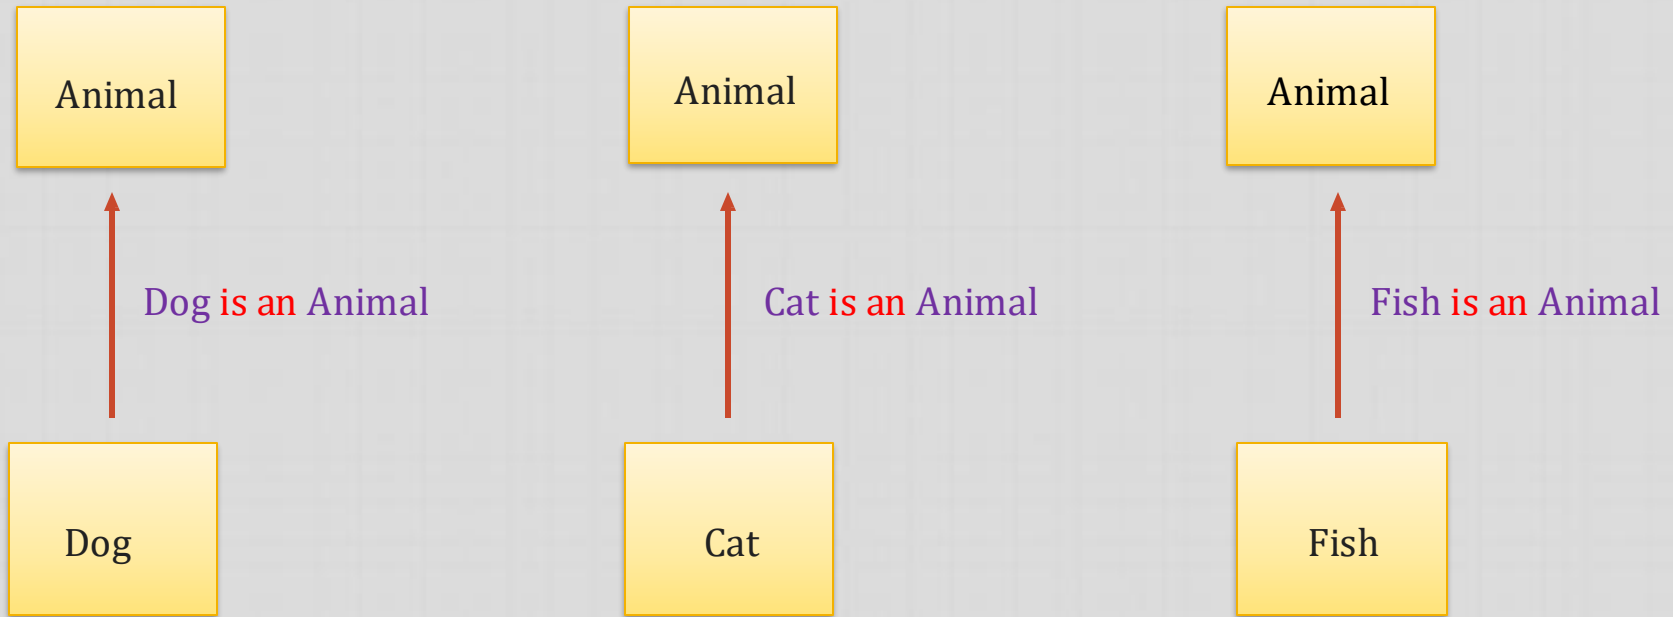 Animal
Animal
Animal
Dog is an Animal
Cat is an Animal
Fish is an Animal
Dog
Cat
Fish